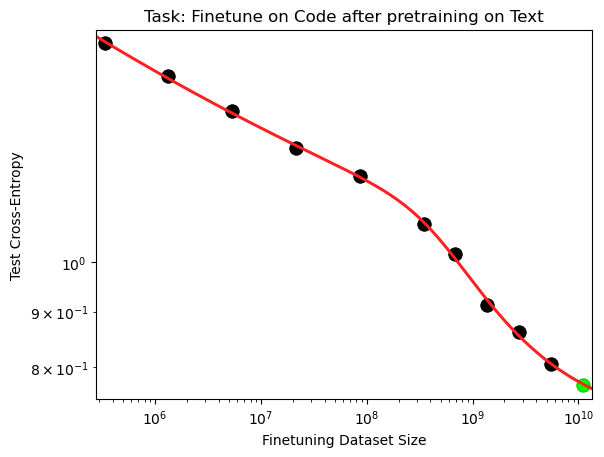 Task: Finetune on Code after pretraining on Text
Test Cross-Entropy
10⁰
9 × 10⁻¹
8 × 10⁻¹
10⁶ 10⁷ 10⁸ 10⁹ 10¹⁰
Finetuning Dataset Size